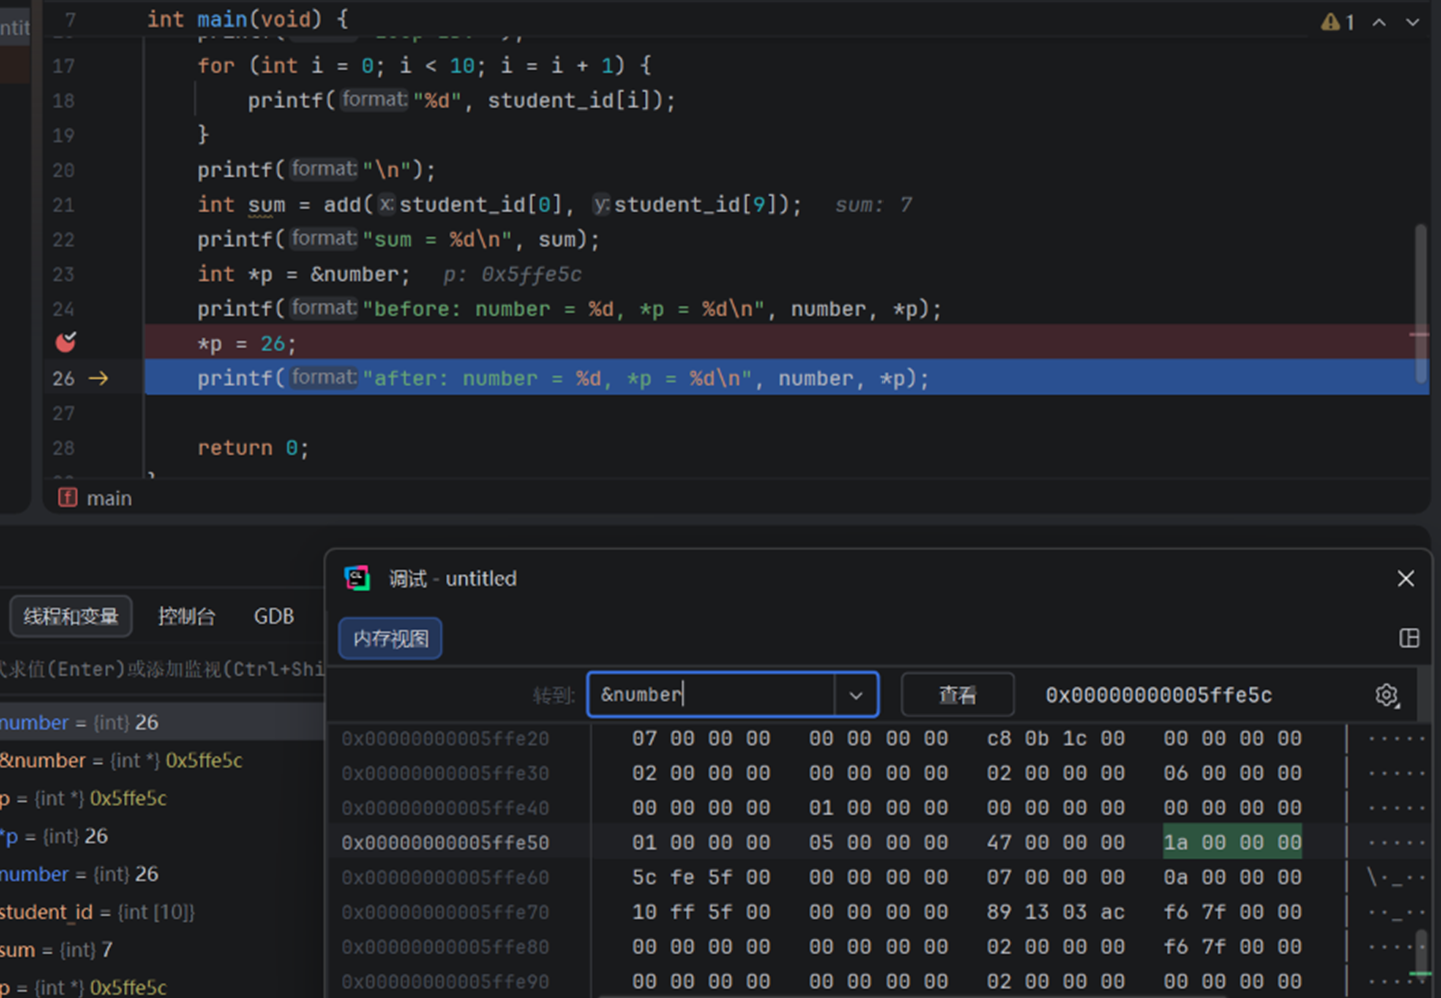 7 int main(void) { 1
17 for (int i = 0; i < 10; i = i + 1) {
18 printf(format:"%d", student_id[i]);
19 }
20 printf(format:"\n");
21 int sum = add(x:student_id[0], y:student_id[9]); sum: 7
22 printf(format:"sum = %d\n", sum);
23 int *p = &number; p: 0x5ffe5c
24 printf(format:"before: number = %d, *p = %d\n", number, *p);
*p = 26;
26 printf(format:"after: number = %d, *p = %d\n", number, *p);
27
28 return 0;
f main
调试 - untitled
线程和变量 控制台 GDB
内存视图
求值(Enter)或添加监视(Ctrl+Shi
转到: &number 查看 0x00000000005ffe5c
number = {int} 26
&number = {int *} 0x5ffe5c
p = {int *} 0x5ffe5c
*p = {int} 26
number = {int} 26
student_id = {int [10]}
sum = {int} 7
p = {int *} 0x5ffe5c
0x00000000005ffe20 07 00 00 00 00 00 00 00 c8 0b 1c 00 00 00 00 00 ·····
0x00000000005ffe30 02 00 00 00 00 00 00 00 02 00 00 00 06 00 00 00 ·····
0x00000000005ffe40 00 00 00 00 01 00 00 00 00 00 00 00 00 00 00 00 ·····
0x00000000005ffe50 01 00 00 00 05 00 00 00 47 00 00 00 1a 00 00 00 ·····
0x00000000005ffe60 5c fe 5f 00 00 00 00 00 07 00 00 00 0a 00 00 00 \·_··
0x00000000005ffe70 10 ff 5f 00 00 00 00 00 89 13 03 ac f6 7f 00 00 ··_··
0x00000000005ffe80 00 00 00 00 00 00 00 00 02 00 00 00 f6 7f 00 00 ·····
0x00000000005ffe90 00 00 00 00 00 00 00 00 02 00 00 00 00 00 00 00 ·····